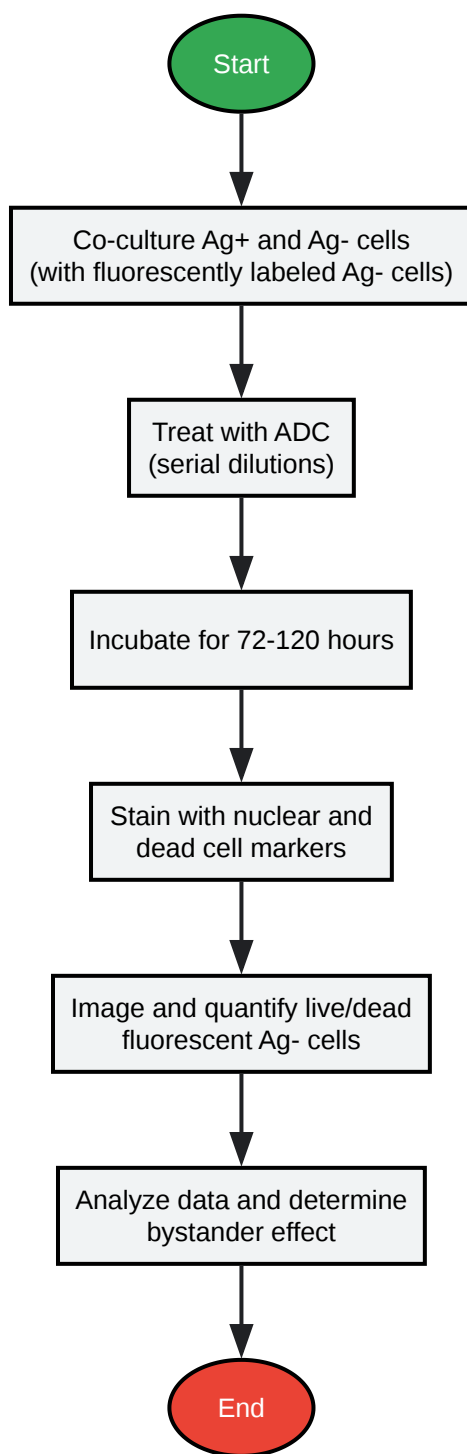 Start
Co-culture Ag+ and Ag- cells
(with fluorescently labeled Ag- cells)
Treat with ADC
(serial dilutions)
Incubate for 72-120 hours
Stain with nuclear and
dead cell markers
Image and quantify live/dead
fluorescent Ag- cells
Analyze data and determine
bystander effect
End